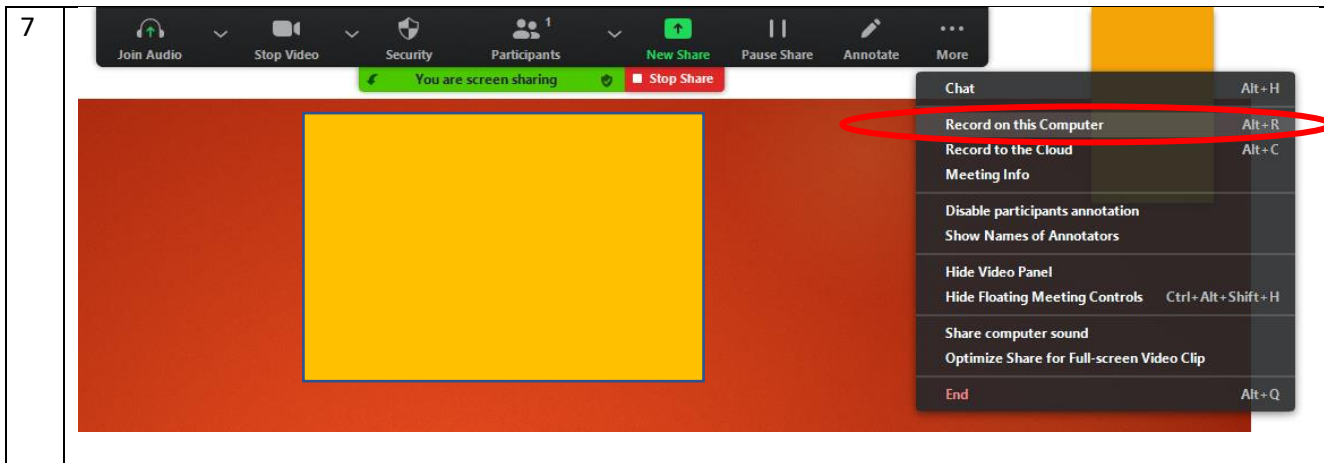 7
1
Join Audio Stop Video Security Participants New Share Pause Share Annotate More
You are screen sharing Stop Share
Chat Alt+H
Record on this Computer Alt+R
Record to the Cloud Alt+C
Meeting Info
Disable participants annotation
Show Names of Annotators
Hide Video Panel
Hide Floating Meeting Controls Ctrl+Alt+Shift+H
Share computer sound
Optimize Share for Full-screen Video Clip
End Alt+Q